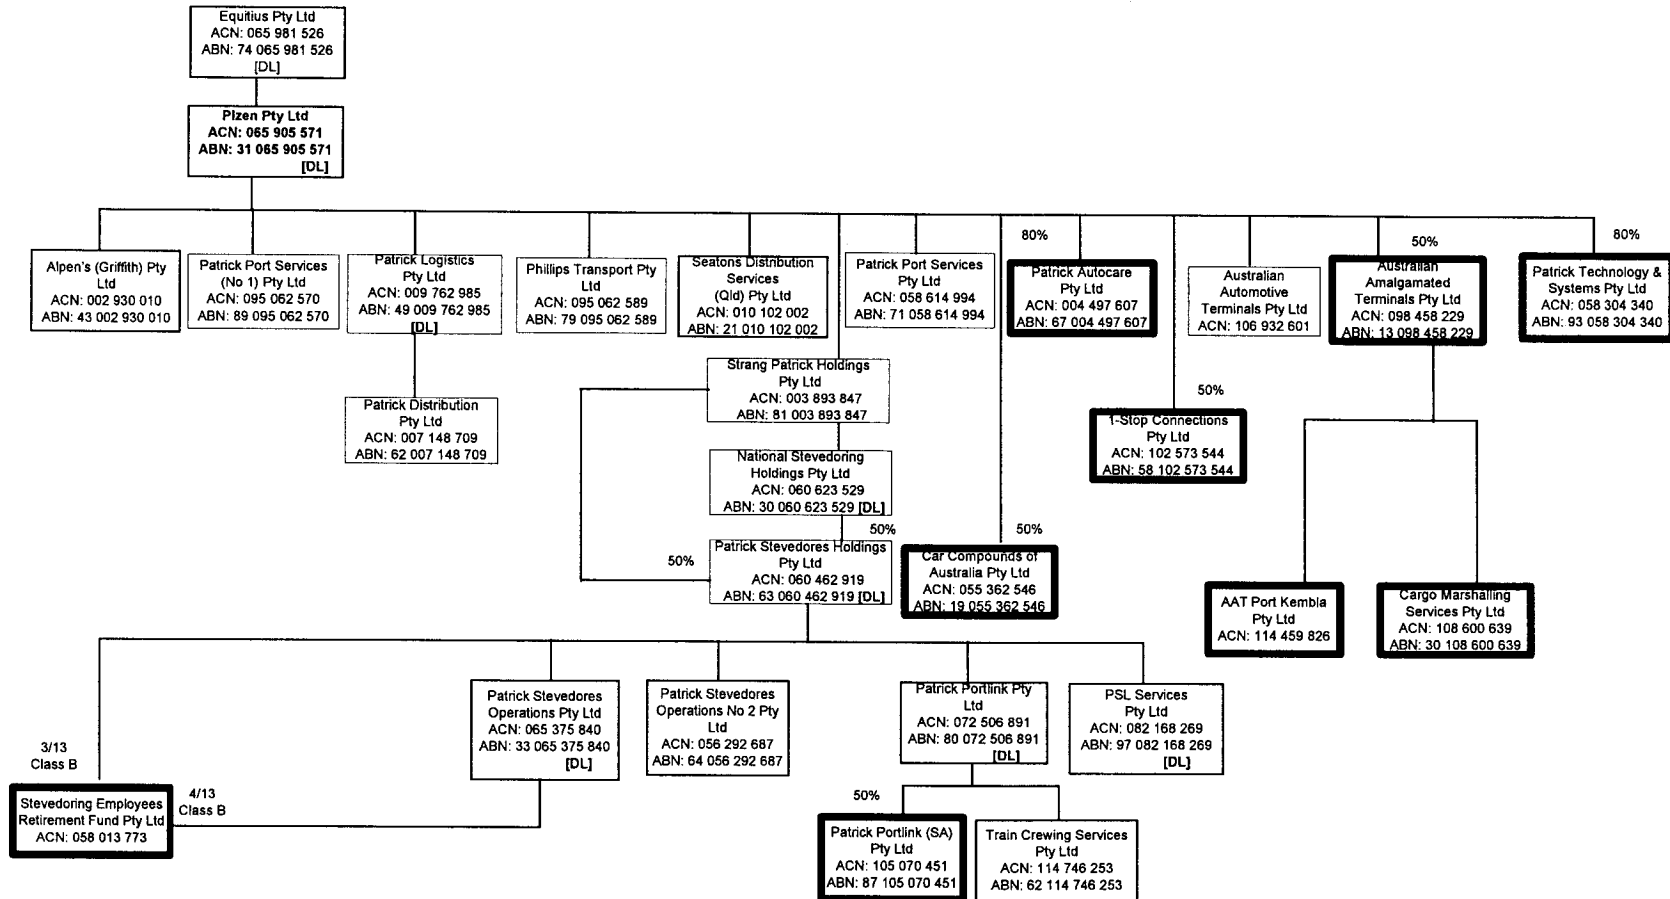 Equitius Pty Ltd
ACN: 065 981 526
ABN: 74 065 981 526
[DL]
Plzen Pty Ltd
ACN: 065 905 571
ABN: 31 065 905 571
[DL]
Alpen's (Griffith) Pty
Ltd
ACN: 002 930 010
ABN: 43 002 930 010
Patrick Port Services
(No 1) Pty Ltd
ACN: 095 062 570
ABN: 89 095 062 570
Patrick Logistics
Pty Ltd
ACN: 009 762 985
ABN: 49 009 762 985
[DL]
Phillips Transport Pty
Ltd
ACN: 095 062 589
ABN: 79 095 062 589
Seatons Distribution
Services
(Qld) Pty Ltd
ACN: 010 102 002
ABN: 21 010 102 002
Patrick Port Services
Pty Ltd
ACN: 058 614 994
ABN: 71 058 614 994
80%
Patrick Autocare
Pty Ltd
ACN: 004 497 607
ABN: 67 004 497 607
Australian
Automotive
Terminals Pty Ltd
ACN: 106 932 601
50%
Australian
Amalgamated
Terminals Pty Ltd
ACN: 098 458 229
ABN: 13 098 458 229
80%
Patrick Technology &
Systems Pty Ltd
ACN: 058 304 340
ABN: 93 058 304 340
Patrick Distribution
Pty Ltd
ACN: 007 148 709
ABN: 62 007 148 709
Strang Patrick Holdings
Pty Ltd
ACN: 003 893 847
ABN: 81 003 893 847
50%
1-Stop Connections
Pty Ltd
ACN: 102 573 544
ABN: 58 102 573 544
National Stevedoring
Holdings Pty Ltd
ACN: 060 623 529
ABN: 30 060 623 529 [DL]
50%
50%
Patrick Stevedores Holdings
Pty Ltd
ACN: 060 462 919
ABN: 63 060 462 919 [DL]
50%
Car Compounds of
Australia Pty Ltd
ACN: 055 362 546
ABN: 19 055 362 546
AAT Port Kembla
Pty Ltd
ACN: 114 459 826
Cargo Marshalling
Services Pty Ltd
ACN: 108 600 639
ABN: 30 108 600 639
Patrick Stevedores
Operations Pty Ltd
ACN: 065 375 840
ABN: 33 065 375 840
[DL]
Patrick Stevedores
Operations No 2 Pty
Ltd
ACN: 056 292 687
ABN: 64 056 292 687
Patrick Portlink Pty
Ltd
ACN: 072 506 891
ABN: 80 072 506 891
[DL]
PSL Services
Pty Ltd
ACN: 082 168 269
ABN: 97 082 168 269
[DL]
3/13
Class B
4/13
Class B
Stevedoring Employees
Retirement Fund Pty Ltd
ACN: 058 013 773
50%
Patrick Portlink (SA)
Pty Ltd
ACN: 105 070 451
ABN: 87 105 070 451
Train Crewing Services
Pty Ltd
ACN: 114 746 253
ABN: 62 114 746 253